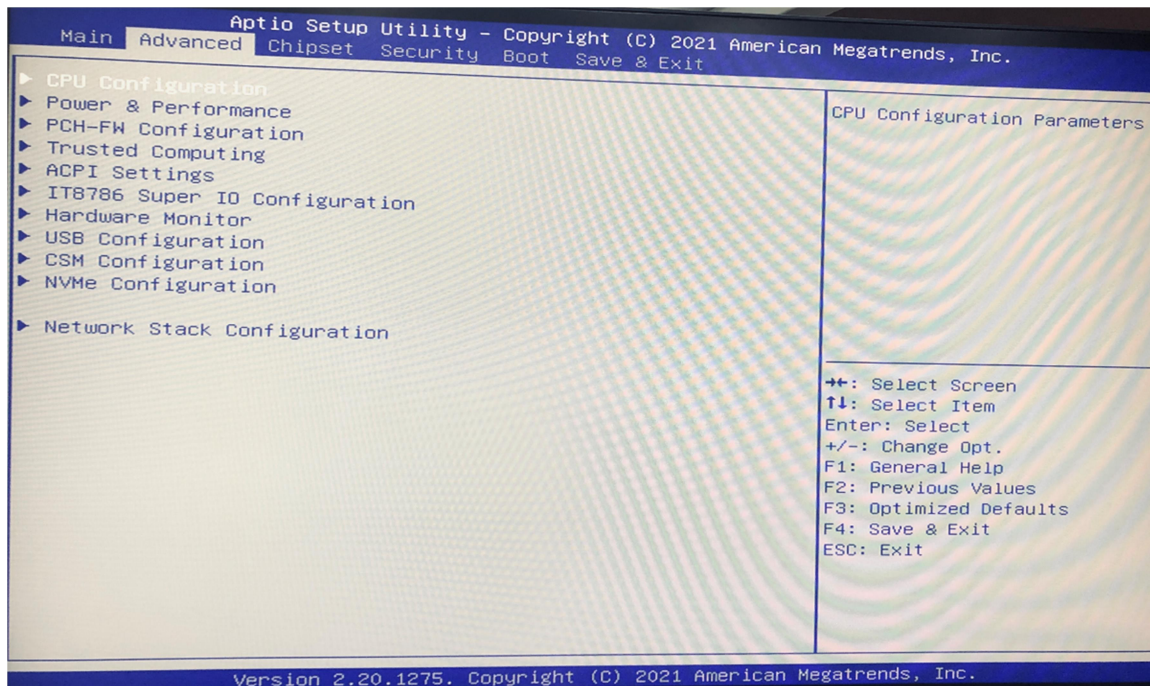 Aptio Setup Utility – Copyright (C) 2021 American Megatrends, Inc.
Main Advanced Chipset Security Boot Save & Exit
► CPU Configuration
► Power & Performance
► PCH-FW Configuration
► Trusted Computing
► ACPI Settings
► IT8786 Super IO Configuration
► Hardware Monitor
► USB Configuration
► CSM Configuration
► NVMe Configuration
► Network Stack Configuration
CPU Configuration Parameters
→←: Select Screen
↑↓: Select Item
Enter: Select
+/-: Change Opt.
F1: General Help
F2: Previous Values
F3: Optimized Defaults
F4: Save & Exit
ESC: Exit
Version 2.20.1275. Copyright (C) 2021 American Megatrends, Inc.